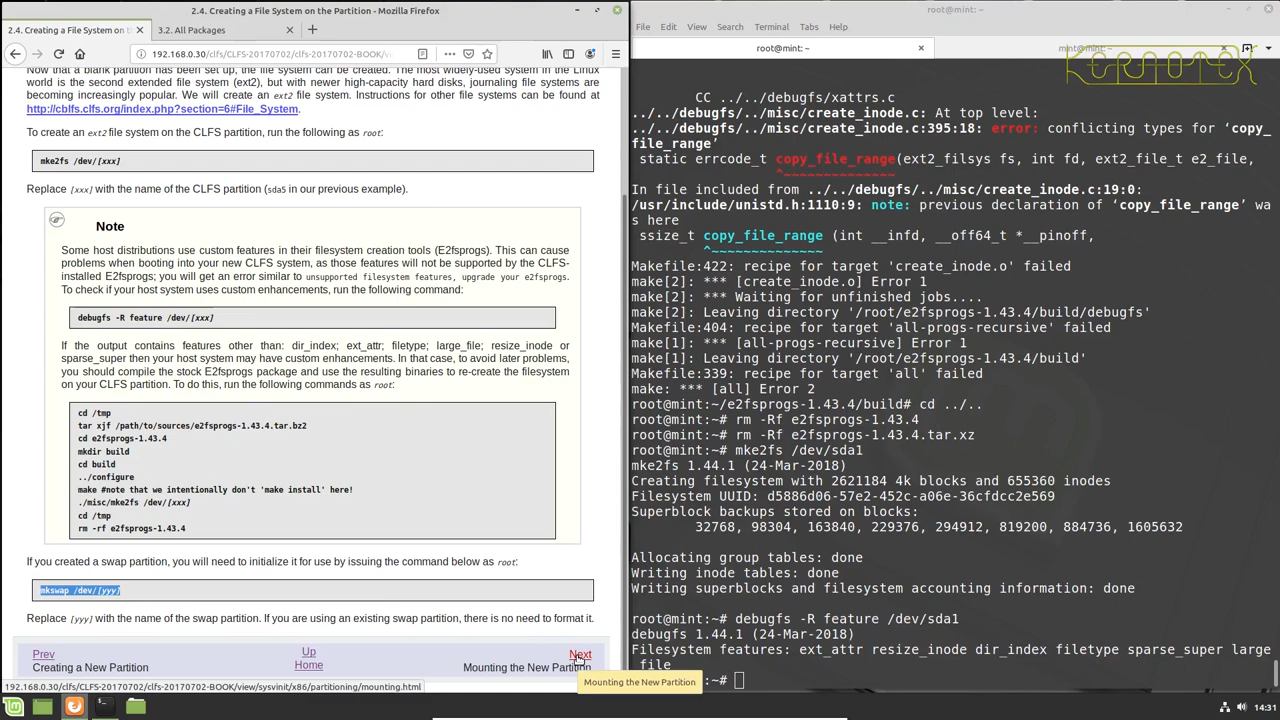 2.4. Creating a File System on the Partition - Mozilla Firefox
2.4. Creating a File System on th
3.2. All Packages
192.168.0.30/clfs/CLFS-20170702/clfs-20170702-BOOK/vi
Now that a blank partition has been set up, the file system can be created. The most widely-used system in the Linux
world is the second extended file system (ext2), but with newer high-capacity hard disks, journaling file systems are
becoming increasingly popular. We will create an ext2 file system. Instructions for other file systems can be found at
http://cblfs.clfs.org/index.php?section=6#File_System.
To create an ext2 file system on the CLFS partition, run the following as root:
mke2fs /dev/[xxx]
Replace [xxx] with the name of the CLFS partition (sda5 in our previous example).
Note
Some host distributions use custom features in their filesystem creation tools (E2fsprogs). This can cause
problems when booting into your new CLFS system, as those features will not be supported by the CLFS-
installed E2fsprogs; you will get an error similar to unsupported filesystem features, upgrade your e2fsprogs.
To check if your host system uses custom enhancements, run the following command:
debugfs -R feature /dev/[xxx]
If the output contains features other than: dir_index; ext_attr; filetype; large_file; resize_inode or
sparse_super then your host system may have custom enhancements. In that case, to avoid later problems,
you should compile the stock E2fsprogs package and use the resulting binaries to re-create the filesystem
on your CLFS partition. To do this, run the following commands as root:
cd /tmp
tar xjf /path/to/sources/e2fsprogs-1.43.4.tar.bz2
cd e2fsprogs-1.43.4
mkdir build
cd build
../configure
make #note that we intentionally don't 'make install' here!
./misc/mke2fs /dev/[xxx]
cd /tmp
rm -rf e2fsprogs-1.43.4
If you created a swap partition, you will need to initialize it for use by issuing the command below as root:
mkswap /dev/[yyy]
Replace [yyy] with the name of the swap partition. If you are using an existing swap partition, there is no need to format it.
Prev
Up
Next
Creating a New Partition
Home
Mounting the New Partition
Mounting the New Partition
192.168.0.30/clfs/CLFS-20170702-BOOK/view/sysvinit/x86/partitioning/mounting.html
root@mint: ~
File Edit View Search Terminal Tabs Help
root@mint: ~
root@mint: ~
KERNOTEX
CC ../../debugfs/xattrs.c
../../debugfs/../misc/create_inode.c: At top level:
../../debugfs/../misc/create_inode.c:395:18: error: conflicting types for ‘copy_
file_range’
static errcode_t copy_file_range(ext2_filsys fs, int fd, ext2_file_t e2_file,
^~~~~~~~~~~~~~~
In file included from ../../debugfs/../misc/create_inode.c:19:0:
/usr/include/unistd.h:1110:9: note: previous declaration of ‘copy_file_range’ wa
s here
ssize_t copy_file_range (int __infd, __off64_t *__pinoff,
^~~~~~~~~~~~~~~
Makefile:422: recipe for target 'create_inode.o' failed
make[2]: *** [create_inode.o] Error 1
make[2]: *** Waiting for unfinished jobs....
make[2]: Leaving directory '/root/e2fsprogs-1.43.4/build/debugfs'
Makefile:404: recipe for target 'all-progs-recursive' failed
make[1]: *** [all-progs-recursive] Error 1
make[1]: Leaving directory '/root/e2fsprogs-1.43.4/build'
Makefile:339: recipe for target 'all' failed
make: *** [all] Error 2
root@mint:~/e2fsprogs-1.43.4/build# cd ../..
root@mint:~# rm -Rf e2fsprogs-1.43.4
root@mint:~# rm -Rf e2fsprogs-1.43.4.tar.xz
root@mint:~# mke2fs /dev/sda1
mke2fs 1.44.1 (24-Mar-2018)
Creating filesystem with 2621184 4k blocks and 655360 inodes
Filesystem UUID: d5886d06-57e2-452c-a06e-36cfdcc2e569
Superblock backups stored on blocks:
32768, 98304, 163840, 229376, 294912, 819200, 884736, 1605632
Allocating group tables: done
Writing inode tables: done
Writing superblocks and filesystem accounting information: done
root@mint:~# debugfs -R feature /dev/sda1
debugfs 1.44.1 (24-Mar-2018)
Filesystem features: ext_attr resize_inode dir_index filetype sparse_super large
_file
:~#
14:31